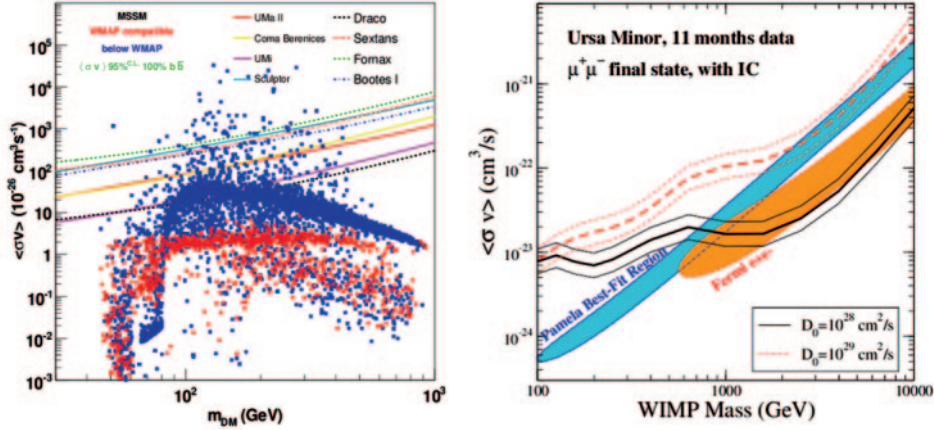 MSSM
WMAP compatible
below WMAP
⟨σv⟩ 95% C.L. 100% b b̄
UMa II
Coma Berenices
UMi
Sculptor
Draco
Sextans
Fornax
Bootes I
<σv> (10⁻²⁶ cm³s⁻¹)
10⁵
10⁴
10³
10²
10
1
10⁻¹
10⁻²
10⁻³
10² 10³
m_DM (GeV)
Ursa Minor, 11 months data
μ⁺μ⁻ final state, with IC
<σ v> (cm³/s)
10⁻²¹
10⁻²²
10⁻²³
10⁻²⁴
Pamela Best-Fit Region
Fermi e⁺e⁻
D₀=10²⁸ cm²/s
D₀=10²⁹ cm²/s
100 1000 10000
WIMP Mass (GeV)